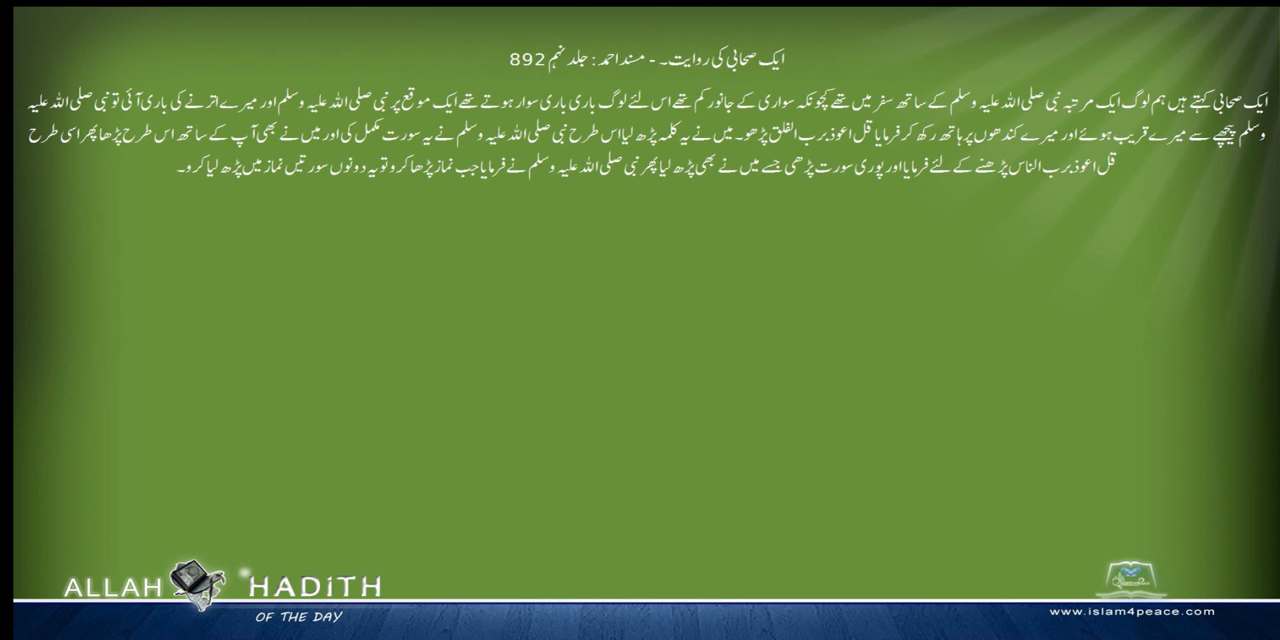 ایک صحابی کی روایت۔ - مسند احمد : جلد نہم 892
ایک صحابی کہتے ہیں ہم لوگ ایک مرتبہ نبی صلی اللہ علیہ وسلم کے ساتھ سفر میں تھے کچونکہ سواری کے جانور کم تھے اس لئے لوگ باری باری سوار ہوتے تھے ایک موقع پر نبی صلی اللہ علیہ وسلم اور میرے اترنے کی باری آئی تو نبی صلی اللہ علیہ
وسلم پیچھے سے میرے قریب ہوئے اور میرے کندھوں پر ہاتھ رکھ کر فرمایا قل اعوذ برب الفلق پڑھو۔ میں نے یہ کلمہ پڑھ لیا اس طرح نبی صلی اللہ علیہ وسلم نے یہ سورت مکمل کی اور میں نے بھی آپ کے ساتھ اس طرح پڑھا پھر اسی طرح
قل اعوذ برب الناس پڑھنے کے لئے فرمایا اور پوری سورت پڑھی جسے میں نے بھی پڑھ لیا پھر نبی صلی اللہ علیہ وسلم نے فرمایا جب نماز پڑھا کرو تو یہ دونوں سورتیں نماز میں پڑھ لیا کرو۔
ALLAH HADITH
OF THE DAY
www.islam4peace.com